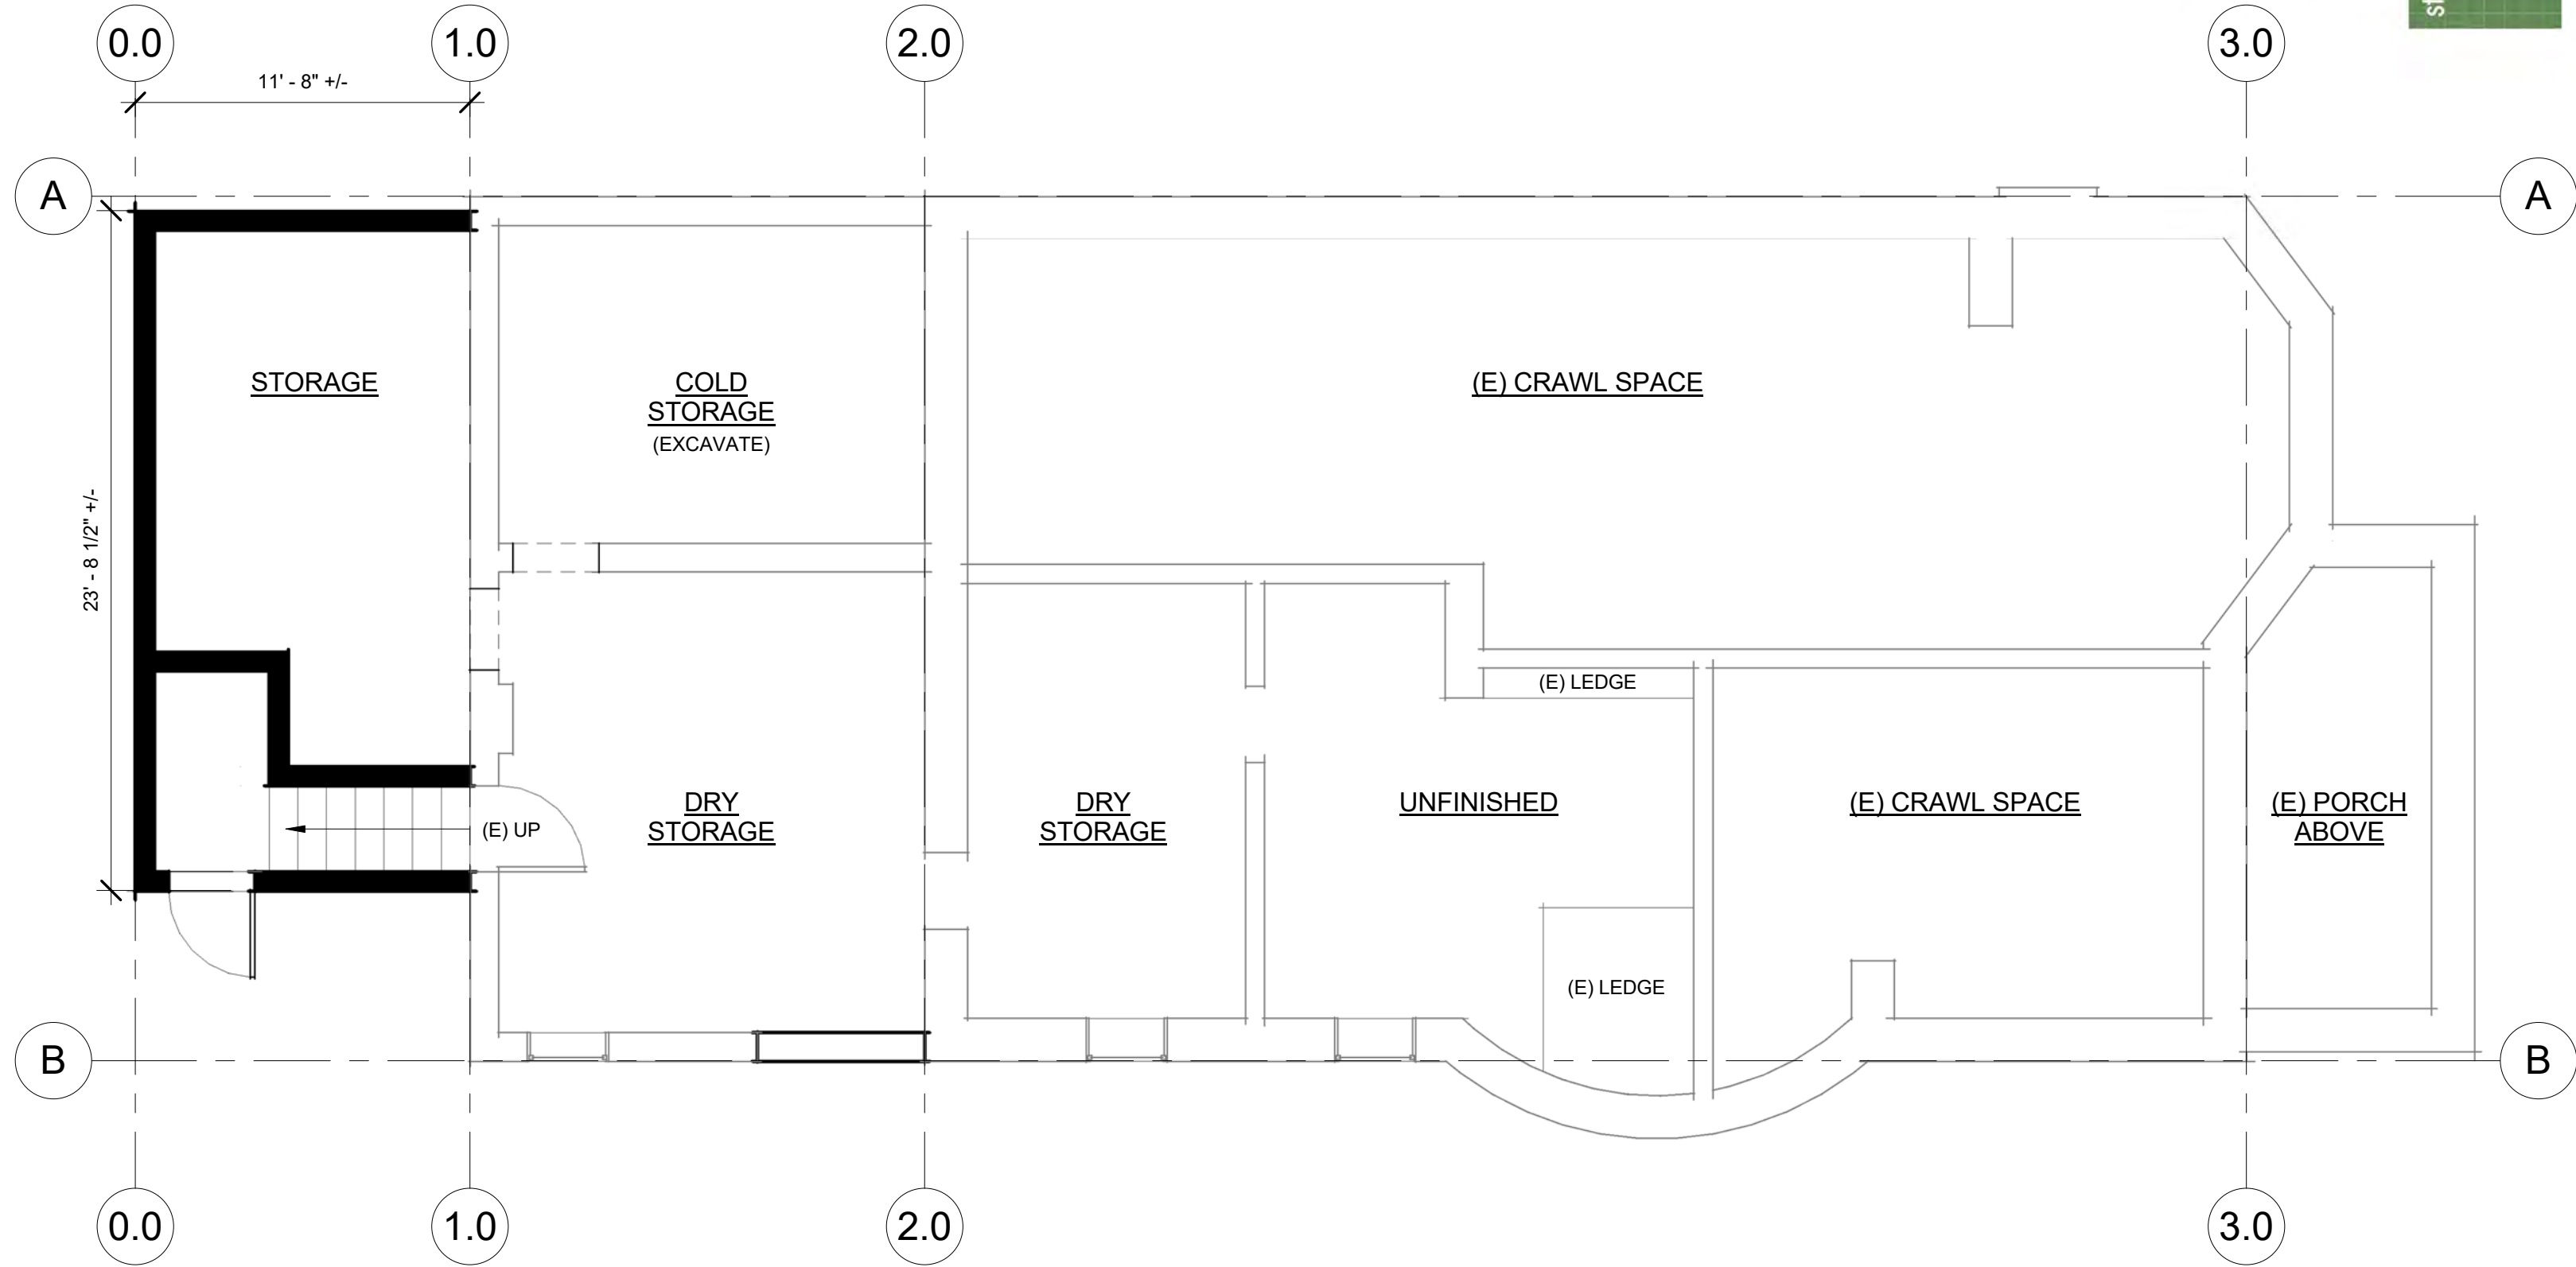 0.0
1.0
2.0
3.0
st
11' - 8" +/-
A
A
23' - 8 1/2" +/-
STORAGE
COLD
STORAGE
(EXCAVATE)
(E) CRAWL SPACE
(E) LEDGE
(E) UP
DRY
STORAGE
DRY
STORAGE
UNFINISHED
(E) CRAWL SPACE
(E) PORCH
ABOVE
(E) LEDGE
B
B
0.0
1.0
2.0
3.0